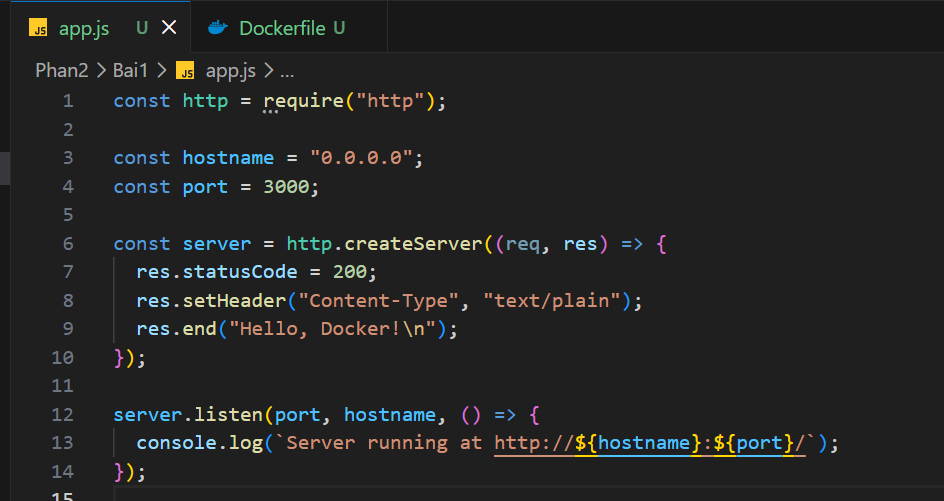 JS app.js U ×
Dockerfile U
Phan2 > Bai1 > JS app.js > ...
1 const http = require("http");
2
3 const hostname = "0.0.0.0";
4 const port = 3000;
5
6 const server = http.createServer((req, res) => {
7   res.statusCode = 200;
8   res.setHeader("Content-Type", "text/plain");
9   res.end("Hello, Docker!\n");
10 });
11
12 server.listen(port, hostname, () => {
13   console.log(`Server running at http://${hostname}:${port}/`);
14 });
15